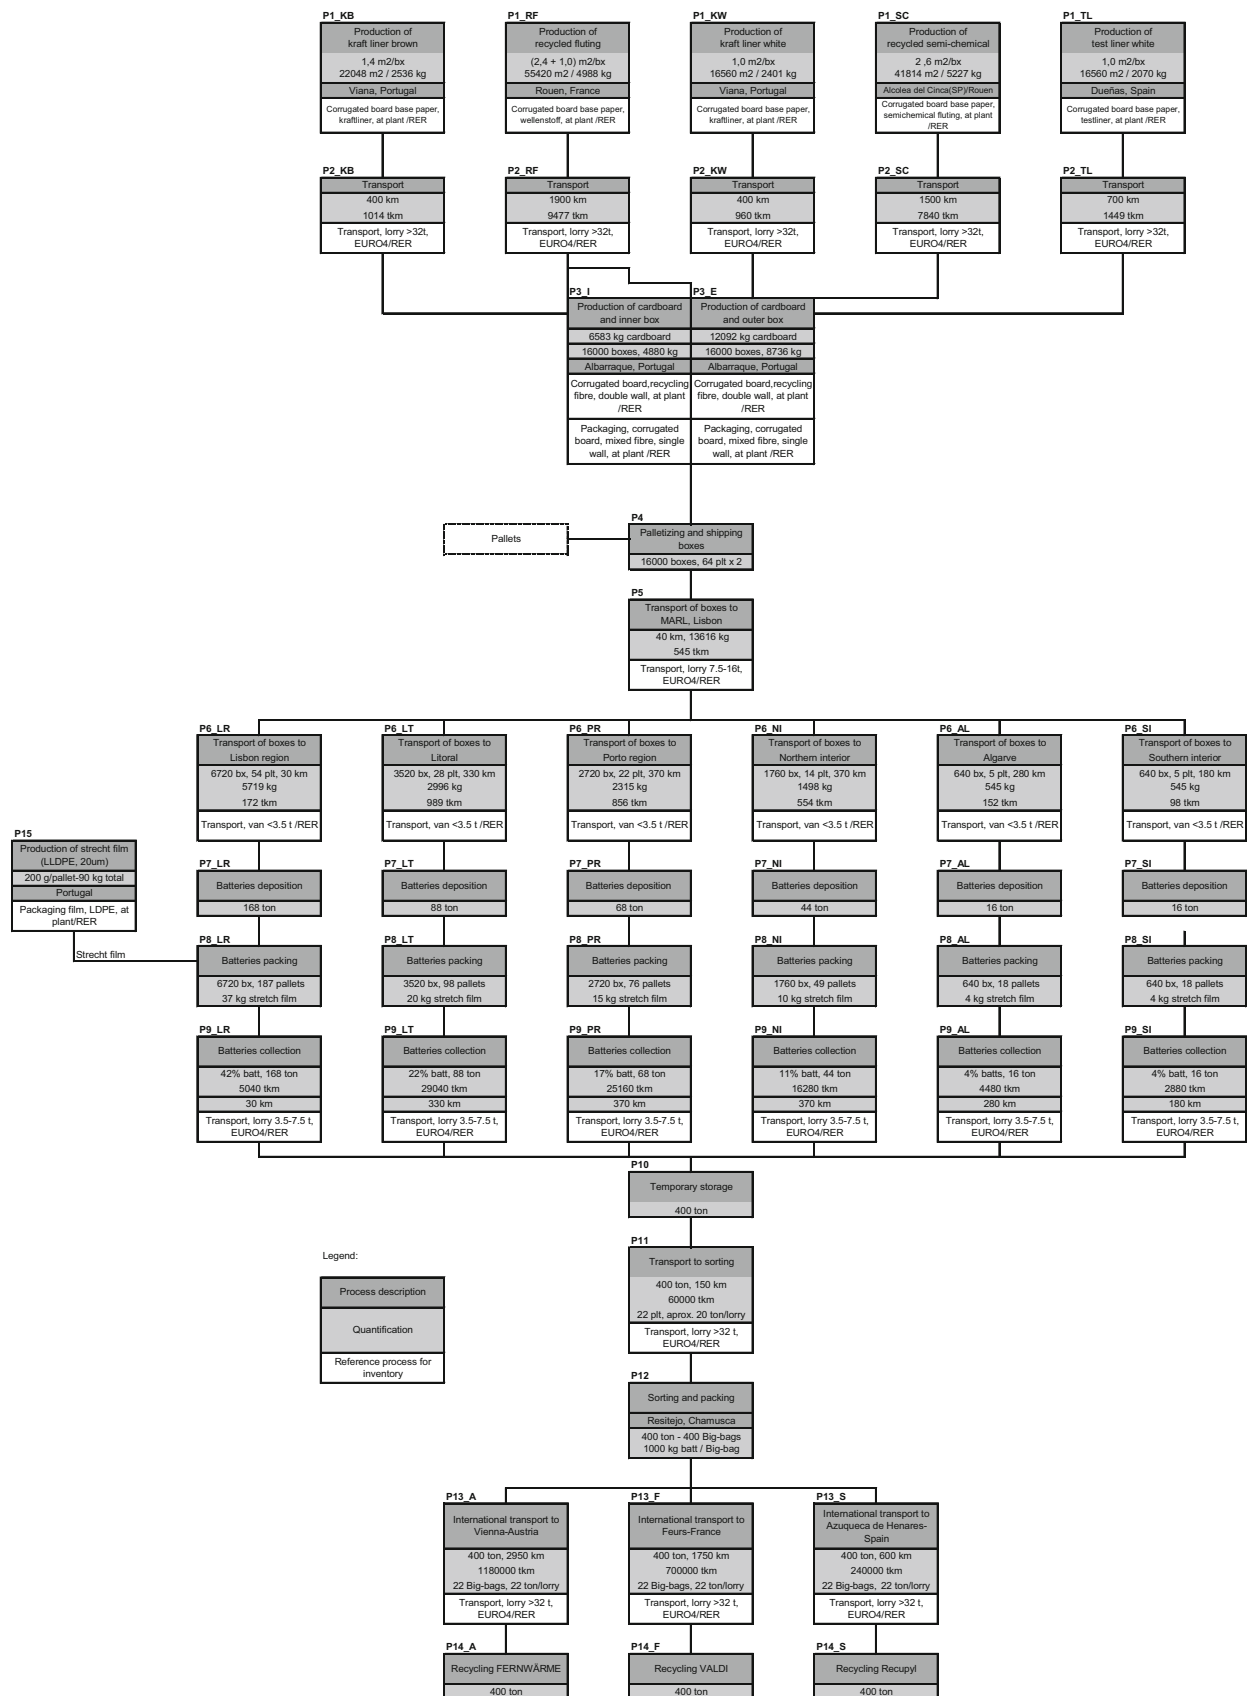 P1_KB
Production of
kraft liner brown
1,4 m2/bx
22048 m2 / 2536 kg
Viana, Portugal
Corrugated board base paper,
kraftliner, at plant /RER
P1_RF
Production of
recycled fluting
(2,4 + 1,0) m2/bx
55420 m2 / 4988 kg
Rouen, France
Corrugated board base paper,
wellenstoff, at plant /RER
P1_KW
Production of
kraft liner white
1,0 m2/bx
16560 m2 / 2401 kg
Viana, Portugal
Corrugated board base paper,
kraftliner, at plant /RER
P1_SC
Production of
recycled semi-chemical
2 ,6 m2/bx
41814 m2 / 5227 kg
Alcolea del Cinca(SP)/Rouen
Corrugated board base paper,
semichemical fluting, at plant
/RER
P1_TL
Production of
test liner white
1,0 m2/bx
16560 m2 / 2070 kg
Dueñas, Spain
Corrugated board base paper,
testliner, at plant /RER
P2_KB
Transport
400 km
1014 tkm
Transport, lorry >32t,
EURO4/RER
P2_RF
Transport
1900 km
9477 tkm
Transport, lorry >32t,
EURO4/RER
P2_KW
Transport
400 km
960 tkm
Transport, lorry >32t,
EURO4/RER
P2_SC
Transport
1500 km
7840 tkm
Transport, lorry >32t,
EURO4/RER
P2_TL
Transport
700 km
1449 tkm
Transport, lorry >32t,
EURO4/RER
P3_I
Production of cardboard
and inner box
6583 kg cardboard
16000 boxes, 4880 kg
Albarraque, Portugal
Corrugated board,recycling
fibre, double wall, at plant
/RER
Packaging, corrugated
board, mixed fibre, single
wall, at plant /RER
P3_E
Production of cardboard
and outer box
12092 kg cardboard
16000 boxes, 8736 kg
Albarraque, Portugal
Corrugated board,recycling
fibre, double wall, at plant
/RER
Packaging, corrugated
board, mixed fibre, single
wall, at plant /RER
Pallets
P4
Palletizing and shipping
boxes
16000 boxes, 64 plt x 2
P5
Transport of boxes to
MARL, Lisbon
40 km, 13616 kg
545 tkm
Transport, lorry 7.5-16t,
EURO4/RER
P6_LR
Transport of boxes to
Lisbon region
6720 bx, 54 plt, 30 km
5719 kg
172 tkm
Transport, van <3.5 t /RER
P6_LT
Transport of boxes to
Litoral
3520 bx, 28 plt, 330 km
2996 kg
989 tkm
Transport, van <3.5 t /RER
P6_PR
Transport of boxes to
Porto region
2720 bx, 22 plt, 370 km
2315 kg
856 tkm
Transport, van <3.5 t /RER
P6_NI
Transport of boxes to
Northern interior
1760 bx, 14 plt, 370 km
1498 kg
554 tkm
Transport, van <3.5 t /RER
P6_AL
Transport of boxes to
Algarve
640 bx, 5 plt, 280 km
545 kg
152 tkm
Transport, van <3.5 t /RER
P6_SI
Transport of boxes to
Southern interior
640 bx, 5 plt, 180 km
545 kg
98 tkm
Transport, van <3.5 t /RER
P15
Production of strecht film
(LLDPE, 20um)
200 g/pallet-90 kg total
Portugal
Packaging film, LDPE, at
plant/RER
Strecht film
P7_LR
Batteries deposition
168 ton
P7_LT
Batteries deposition
88 ton
P7_PR
Batteries deposition
68 ton
P7_NI
Batteries deposition
44 ton
P7_AL
Batteries deposition
16 ton
P7_SI
Batteries deposition
16 ton
P8_LR
Batteries packing
6720 bx, 187 pallets
37 kg stretch film
P8_LT
Batteries packing
3520 bx, 98 pallets
20 kg stretch film
P8_PR
Batteries packing
2720 bx, 76 pallets
15 kg stretch film
P8_NI
Batteries packing
1760 bx, 49 pallets
10 kg stretch film
P8_AL
Batteries packing
640 bx, 18 pallets
4 kg stretch film
P8_SI
Batteries packing
640 bx, 18 pallets
4 kg stretch film
P9_LR
Batteries collection
42% batt, 168 ton
5040 tkm
30 km
Transport, lorry 3.5-7.5 t,
EURO4/RER
P9_LT
Batteries collection
22% batt, 88 ton
29040 tkm
330 km
Transport, lorry 3.5-7.5 t,
EURO4/RER
P9_PR
Batteries collection
17% batt, 68 ton
25160 tkm
370 km
Transport, lorry 3.5-7.5 t,
EURO4/RER
P9_NI
Batteries collection
11% batt, 44 ton
16280 tkm
370 km
Transport, lorry 3.5-7.5 t,
EURO4/RER
P9_AL
Batteries collection
4% batts, 16 ton
4480 tkm
280 km
Transport, lorry 3.5-7.5 t,
EURO4/RER
P9_SI
Batteries collection
4% batt, 16 ton
2880 tkm
180 km
Transport, lorry 3.5-7.5 t,
EURO4/RER
P10
Temporary storage
400 ton
P11
Transport to sorting
400 ton, 150 km
60000 tkm
22 plt, aprox. 20 ton/lorry
Transport, lorry >32 t,
EURO4/RER
Legend:
Process description
Quantification
Reference process for
inventory
P12
Sorting and packing
Resitejo, Chamusca
400 ton - 400 Big-bags
1000 kg batt / Big-bag
P13_A
International transport to
Vienna-Austria
400 ton, 2950 km
1180000 tkm
22 Big-bags, 22 ton/lorry
Transport, lorry >32 t,
EURO4/RER
P13_F
International transport to
Feurs-France
400 ton, 1750 km
700000 tkm
22 Big-bags, 22 ton/lorry
Transport, lorry >32 t,
EURO4/RER
P13_S
International transport to
Azuqueca de Henares-
Spain
400 ton, 600 km
240000 tkm
22 Big-bags, 22 ton/lorry
Transport, lorry >32 t,
EURO4/RER
P14_A
Recycling FERNWÄRME
400 ton
P14_F
Recycling VALDI
400 ton
P14_S
Recycling Recupyl
400 ton